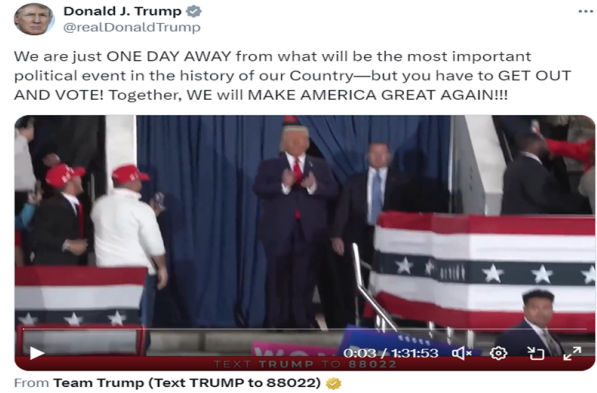 Donald J. Trump
@realDonaldTrump
We are just ONE DAY AWAY from what will be the most important
political event in the history of our Country—but you have to GET OUT
AND VOTE! Together, WE will MAKE AMERICA GREAT AGAIN!!!
0:03 / 1:31:53
TEXT TRUMP TO 88022
From Team Trump (Text TRUMP to 88022)